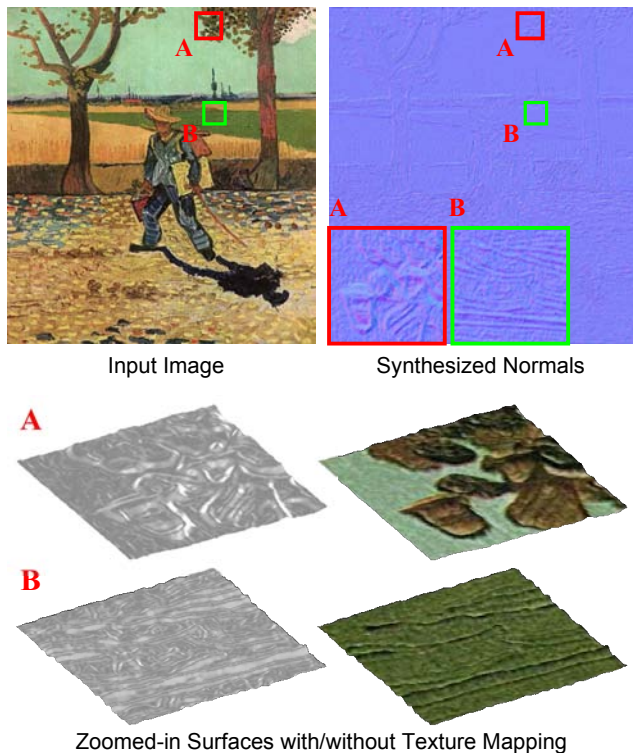 A
A
B
B
A
B
Input Image
Synthesized Normals
A
B
Zoomed-in Surfaces with/without Texture Mapping